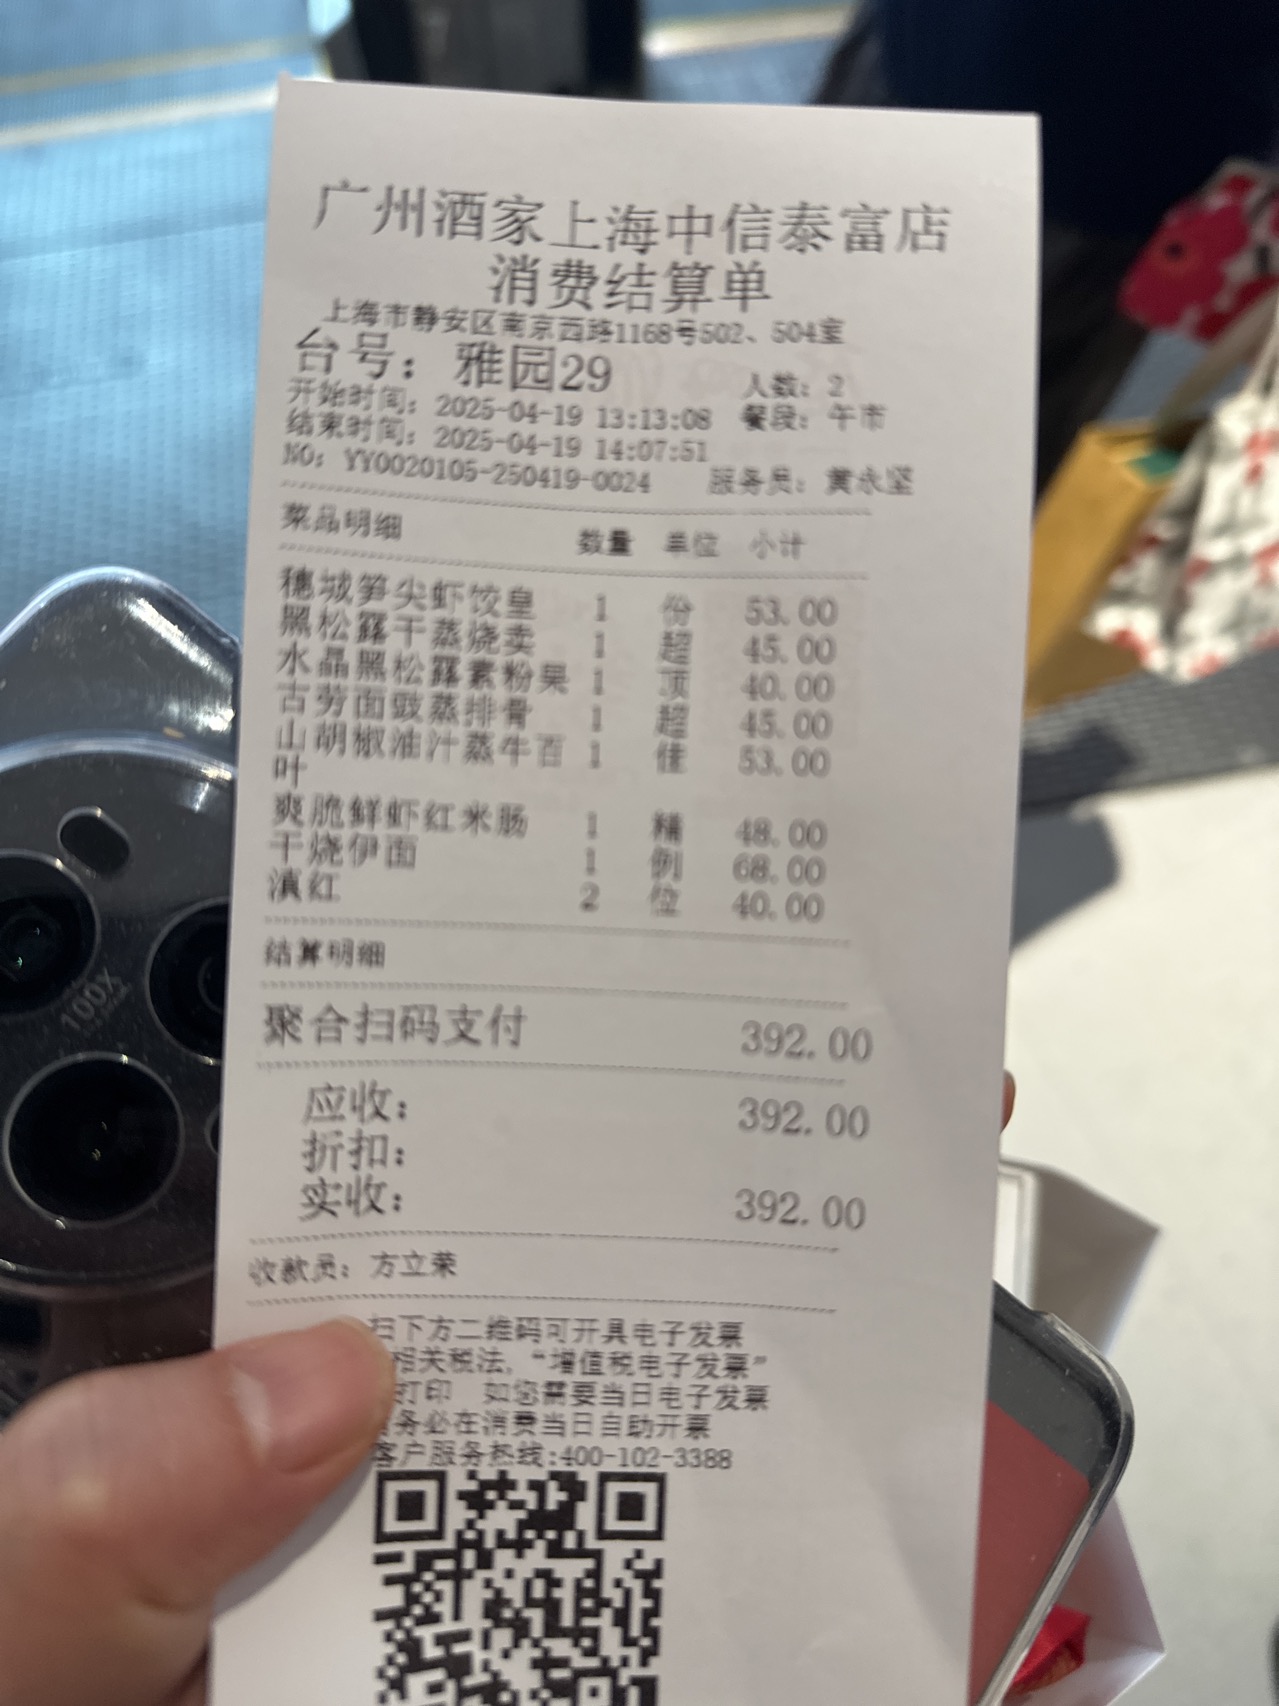 广州酒家上海中信泰富店
消费结算单
上海市静安区南京西路1168号502、504室
台号：雅园29 人数：2
开始时间：2025-04-19 13:13:08 餐段：午市
结束时间：2025-04-19 14:07:51
NO：YY0020105-250419-0024 服务员：黄永坚
菜品明细 数量 单位 小计
穗城笋尖虾饺皇 1 份 53.00
黑松露干蒸烧卖 1 超 45.00
水晶黑松露素粉果 1 顶 40.00
古劳面豉蒸排骨 1 超 45.00
山胡椒油汁蒸牛百 1 佳 53.00
叶
爽脆鲜虾红米肠 1 精 48.00
干烧伊面 1 例 68.00
滇红 2 位 40.00
结算明细
聚合扫码支付 392.00
应收： 392.00
折扣：
实收： 392.00
收款员：方立荣
扫下方二维码可开具电子发票
相关税法，“增值税电子发票”
打印 如您需要当日电子发票
务必在消费当日自助开票
客户服务热线:400-102-3388
100X